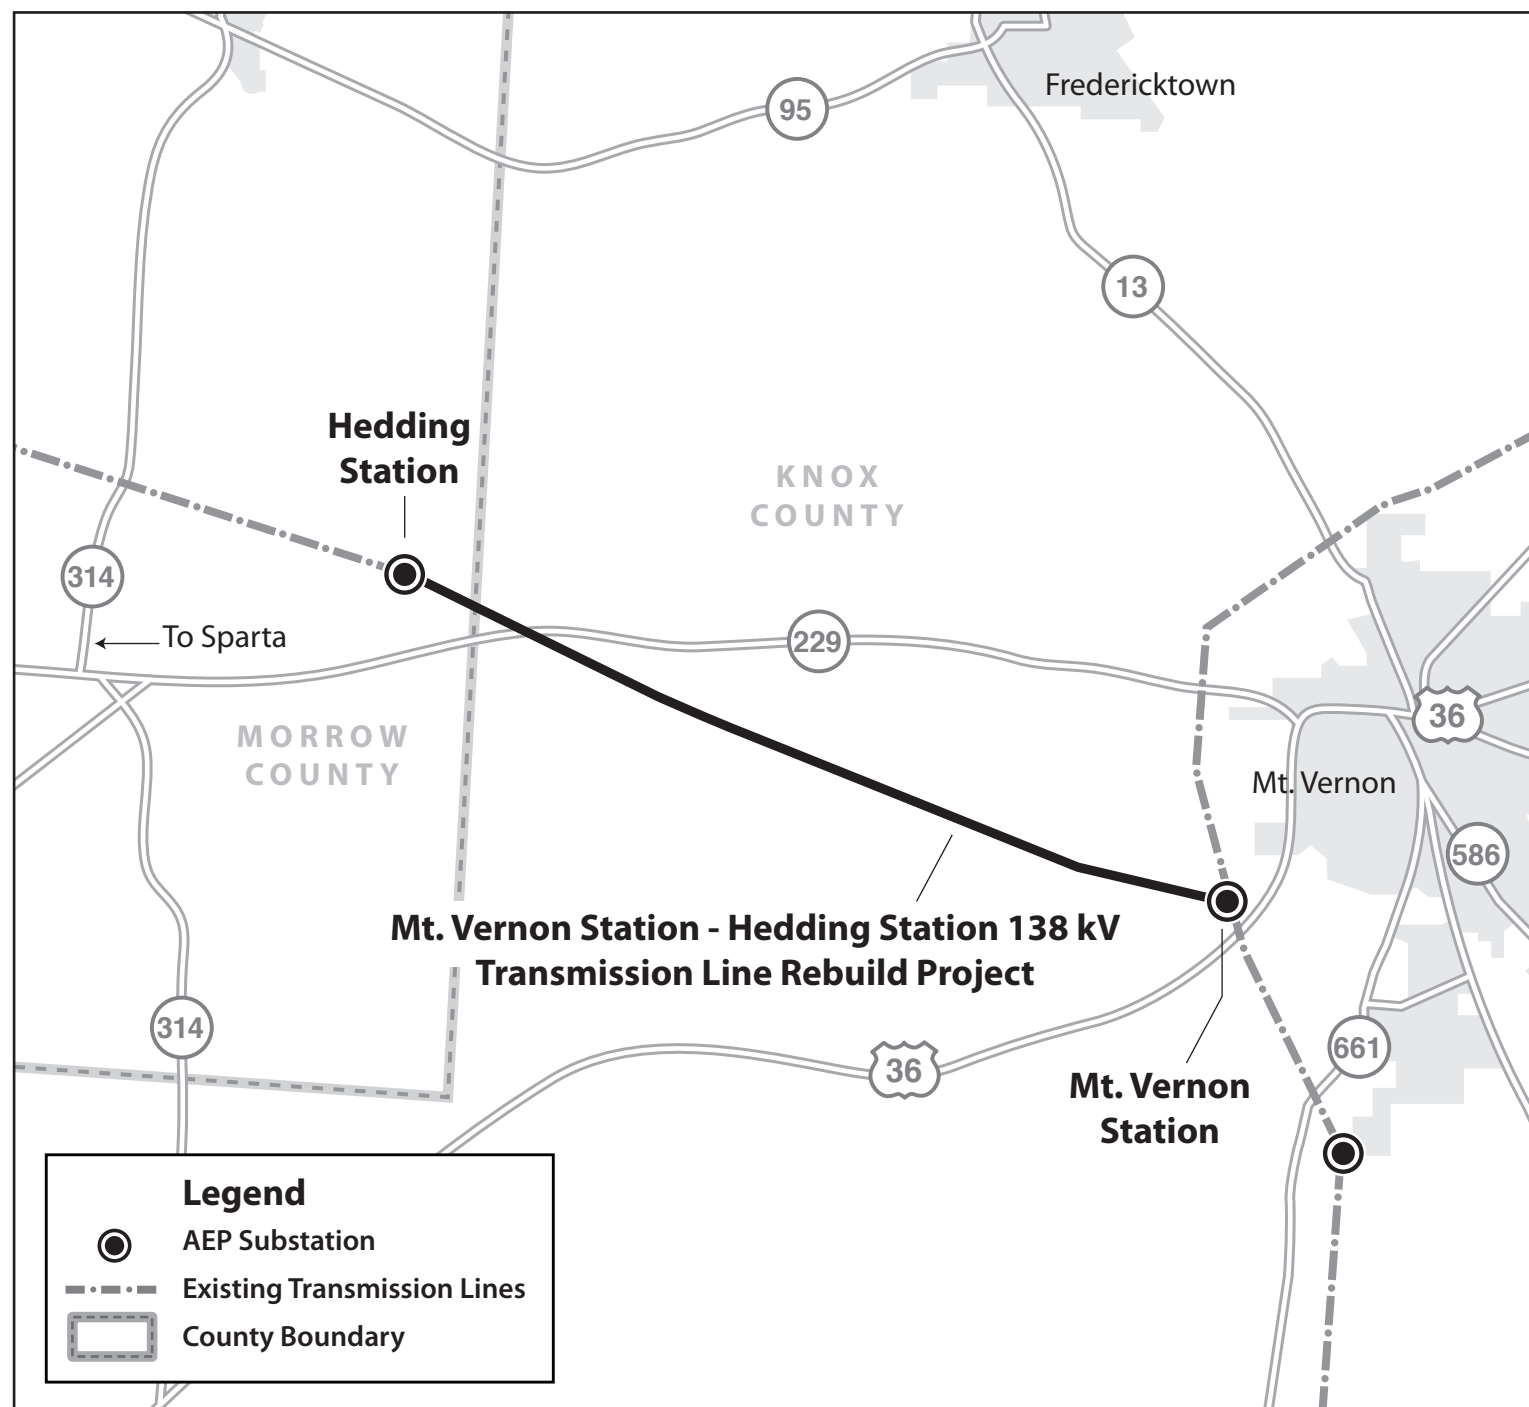 Fredericktown
95
13
Hedding
Station
KNOX
COUNTY
314
To Sparta
229
36
MORROW
COUNTY
Mt. Vernon
586
Mt. Vernon Station - Hedding Station 138 kV
Transmission Line Rebuild Project
314
36
661
Mt. Vernon
Station
Legend
AEP Substation
Existing Transmission Lines
County Boundary